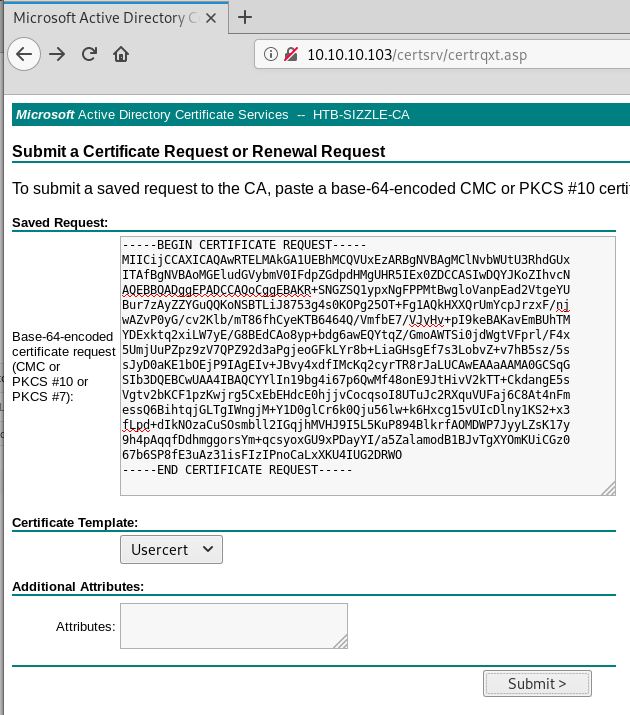 Microsoft Active Directory C
10.10.10.103/certsrv/certrqxt.asp
Microsoft Active Directory Certificate Services -- HTB-SIZZLE-CA
Submit a Certificate Request or Renewal Request
To submit a saved request to the CA, paste a base-64-encoded CMC or PKCS #10 certi
Saved Request:
Base-64-encoded
certificate request
(CMC or
PKCS #10 or
PKCS #7):
-----BEGIN CERTIFICATE REQUEST-----
MIICijCCAXICAQAwRTELMAkGA1UEBhMCQVUxEzARBgNVBAgMClNvbWUtU3RhdGUx
ITAfBgNVBAoMGEludGVybmV0IFdpZGdpdHMgUHR5IEx0ZDCCASIwDQYJKoZIhvcN
AQEBBQADggEPADCCAQoCggEBAKR+SNGZSQ1ypxNgFPPMtBwgloVanpEad2VtgeYU
Bur7zAyZZYGuQQKoNSBTLiJ8753g4s0KOPg25OT+Fg1AQkHXXQrUmYcpJrzxF/nj
wAZvP0yG/cv2Klb/mT86fhCyeKTB6464Q/VmfbE7/VJvHv+pI9keBAKavEmBUhTM
YDExktq2xiLW7yE/G8BEdCAo8yp+bdg6awEQYtqZ/GmoAWTSi0jdWgtVFprl/F4x
5UmjUuPZpz9zV7QPZ92d3aPgjeoGFkLYr8b+LiaGHsgEf7s3LobvZ+v7hB5sz/5s
sJyD0aKE1bOEjP9IAgEIv+JBvy4xdfIMcKq2cyrTR8rJaLUCAwEAAaAAMA0GCSqG
SIb3DQEBCwUAA4IBAQCYYlIn19bg4i67p6QwMf48onE9JtHivV2kTT+CkdangE5s
Vgtv2bKCF1pzKwjrg5CxEbEHdcE0hjjvCocqsoI8UTuJc2RXquVUFaj6C8At4nFm
essQ6BihtqjGLTgIWngjM+Y1D0glCr6k0Qju56lw+k6Hxcg15vUIcDlny1KS2+x3
fLpd+dIkNOzaCuSOsmbll2IGqjhMVHJ9I5L5KuP894BlkrfAOMDWP7JyyLZsK17y
9h4pAqqfDdhmggorsYm+qcsyoxGU9xPDayYI/a5ZalamodB1BJvTgXYOmKUiCGz0
67b6SP8fE3uAz31isFIzIPnoCaLxXKU4IUG2DRWO
-----END CERTIFICATE REQUEST-----
Certificate Template:
Usercert
Additional Attributes:
Attributes:
Submit >